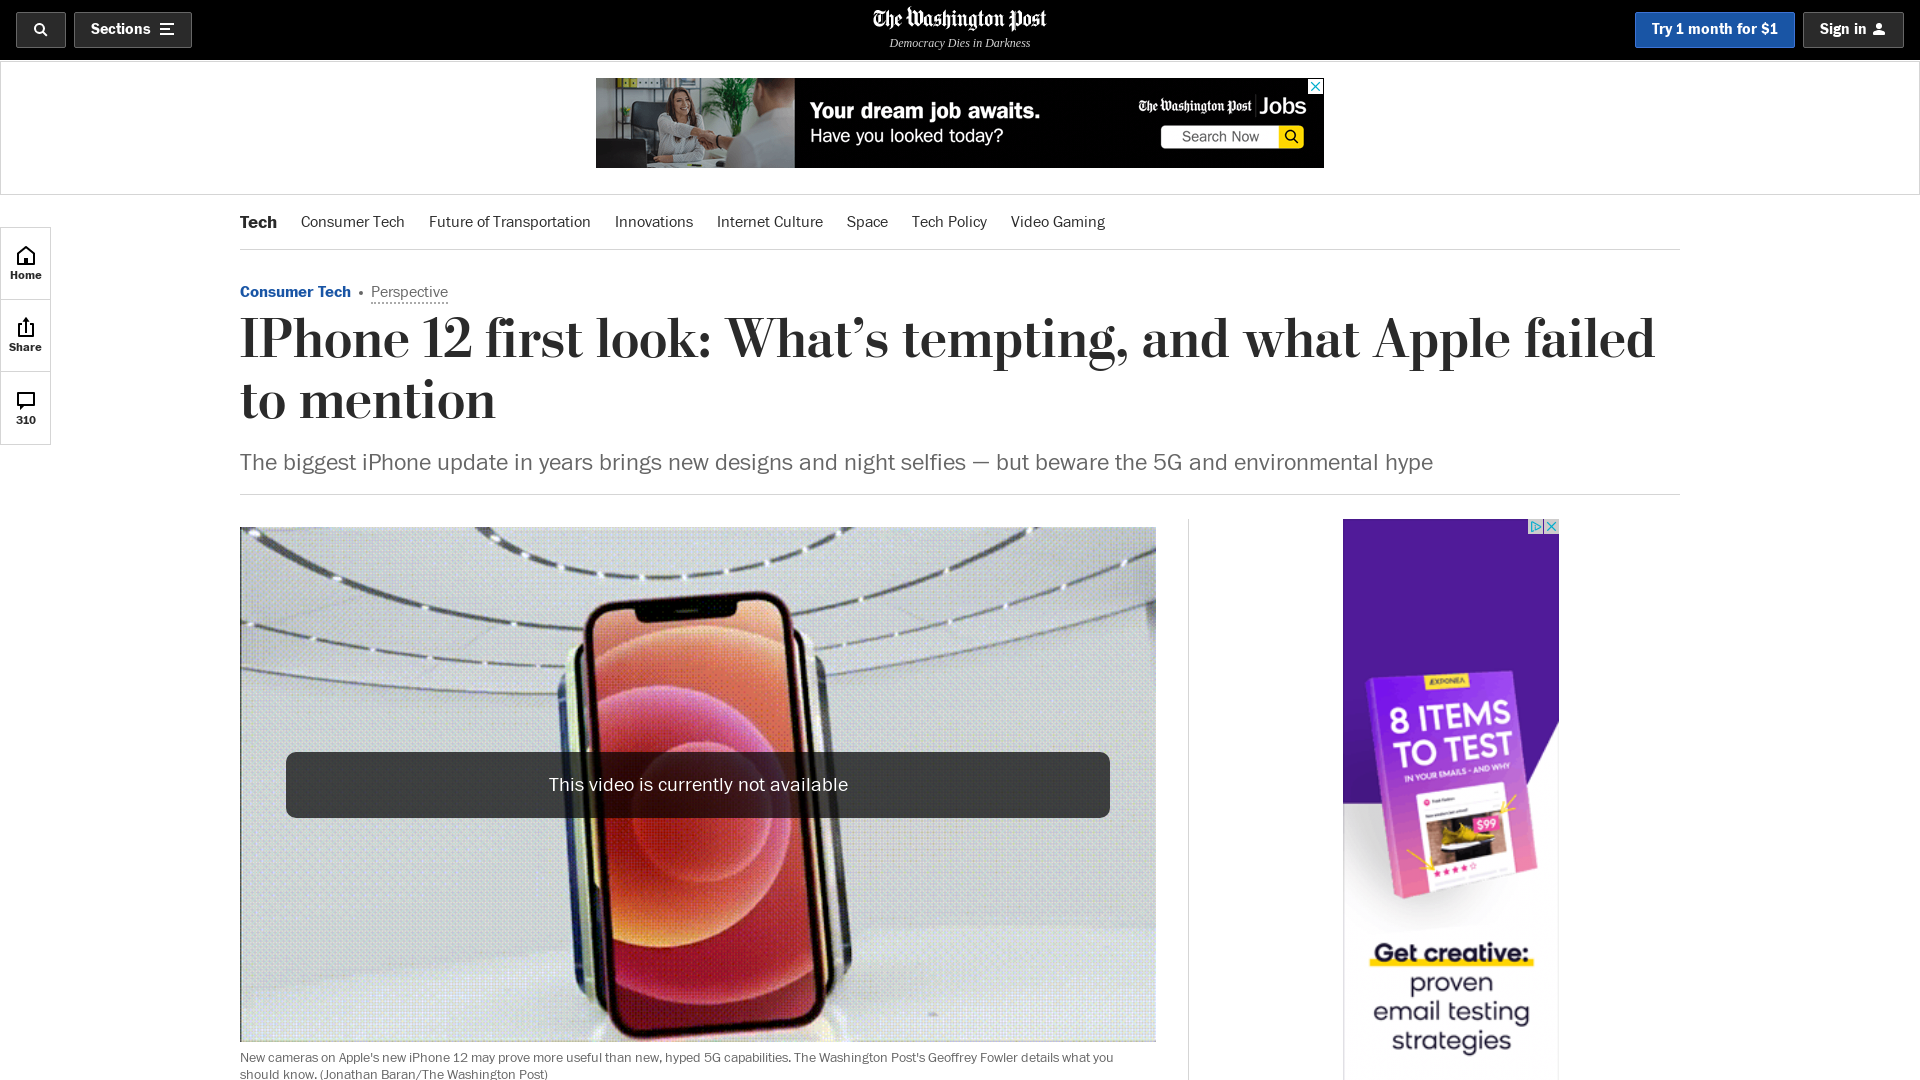 Sections
The Washington Post
Democracy Dies in Darkness
Try 1 month for $1
Sign in
Your dream job awaits.
Have you looked today?
The Washington Post Jobs
Search Now
Tech Consumer Tech Future of Transportation Innovations Internet Culture Space Tech Policy Video Gaming
Home
Share
310
Consumer Tech • Perspective
IPhone 12 first look: What’s tempting, and what Apple failed
to mention
The biggest iPhone update in years brings new designs and night selfies — but beware the 5G and environmental hype
This video is currently not available
New cameras on Apple's new iPhone 12 may prove more useful than new, hyped 5G capabilities. The Washington Post's Geoffrey Fowler details what you
should know. (Jonathan Baran/The Washington Post)
EXPONEA
8 ITEMS
TO TEST
IN YOUR EMAILS - AND WHY
$99
Get creative:
proven
email testing
strategies